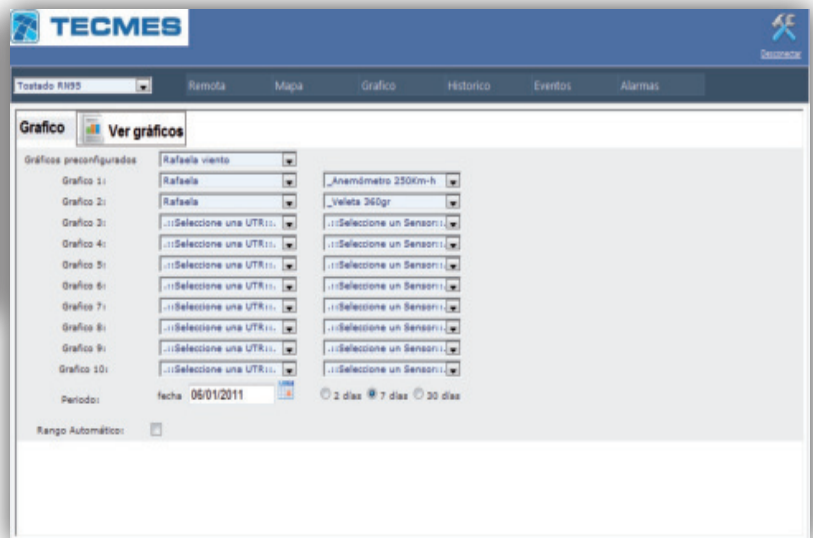 TECMES
Desconectar
Tostado RN95 Remota Mapa Grafico Historico Eventos Alarmas
Grafico Ver gráficos
Gráficos preconfigurados Rafaela viento
Grafico 1: Rafaela _Anemómetro 250Km-h
Grafico 2: Rafaela _Veleta 360gr
Grafico 3: .::Seleccione una UTR::. .::Seleccione un Sensor::.
Grafico 4: .::Seleccione una UTR::. .::Seleccione un Sensor::.
Grafico 5: .::Seleccione una UTR::. .::Seleccione un Sensor::.
Grafico 6: .::Seleccione una UTR::. .::Seleccione un Sensor::.
Grafico 7: .::Seleccione una UTR::. .::Seleccione un Sensor::.
Grafico 8: .::Seleccione una UTR::. .::Seleccione un Sensor::.
Grafico 9: .::Seleccione una UTR::. .::Seleccione un Sensor::.
Grafico 10: .::Seleccione una UTR::. .::Seleccione un Sensor::.
Periodo: fecha 06/01/2011 2 días 7 días 30 días
Rango Automático: